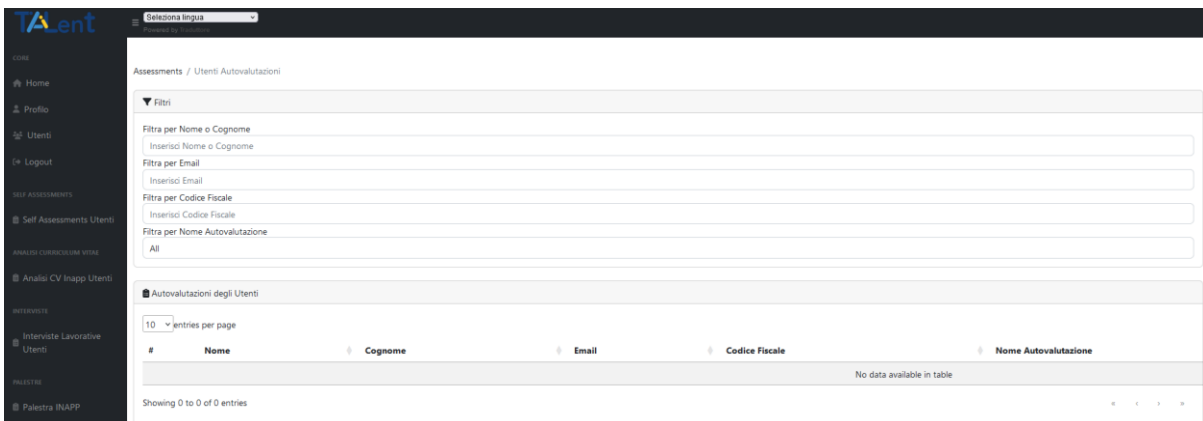 TALent
Seleziona lingua
Powered by Traduttore
CORE
Home
Profilo
Utenti
Logout
SELF ASSESSMENTS
Self Assessments Utenti
ANALISI CURRICULUM VITAE
Analisi CV Inapp Utenti
INTERVISTE
Interviste Lavorative
Utenti
PALESTRE
Palestra INAPP
Assessments / Utenti Autovalutazioni
Filtri
Filtra per Nome o Cognome
Inserisci Nome o Cognome
Filtra per Email
Inserisci Email
Filtra per Codice Fiscale
Inserisci Codice Fiscale
Filtra per Nome Autovalutazione
All
Autovalutazioni degli Utenti
10 entries per page
# Nome Cognome Email Codice Fiscale Nome Autovalutazione
No data available in table
Showing 0 to 0 of 0 entries
« ‹ › »